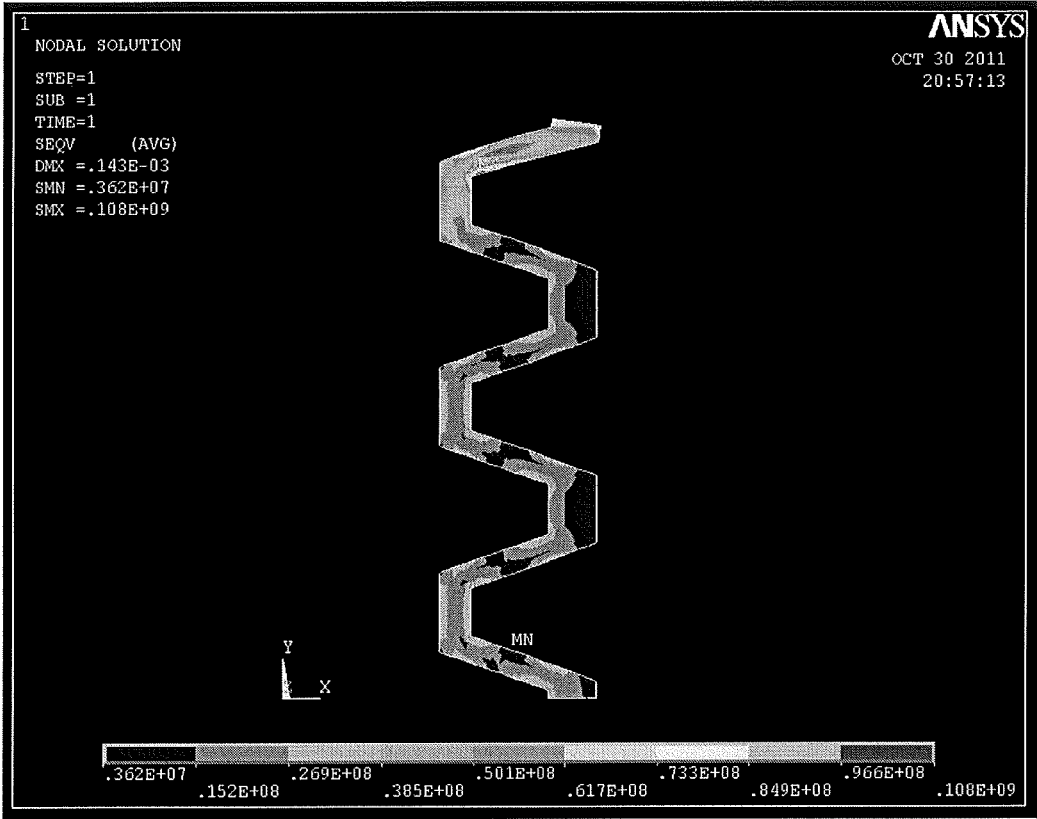 1
ANSYS
NODAL SOLUTION
OCT 30 2011
20:57:13
STEP=1
SUB =1
TIME=1
SEQV (AVG)
DMX =.143E-03
SMN =.362E+07
SMX =.108E+09
MN
Y
X
.362E+07 .269E+08 .501E+08 .733E+08 .966E+08
.152E+08 .385E+08 .617E+08 .849E+08 .108E+09